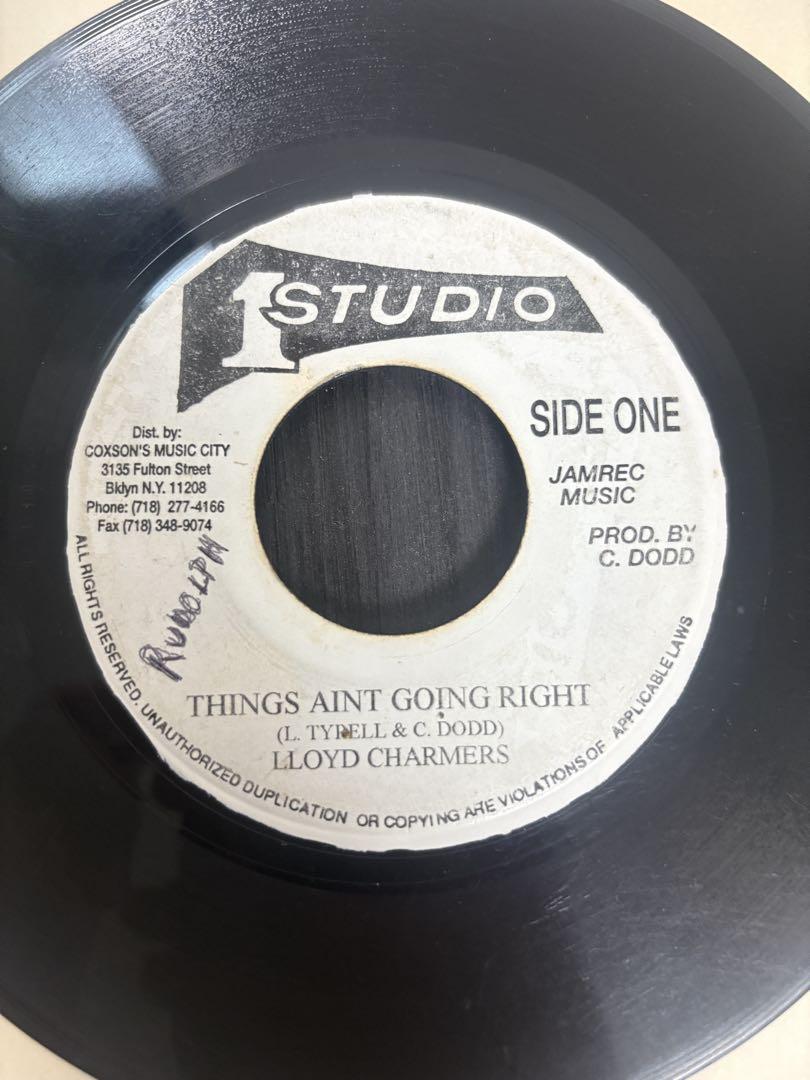 1 STUDIO
SIDE ONE
Dist. by:
COXSON'S MUSIC CITY
3135 Fulton Street
Bklyn N.Y. 11208
Phone: (718) 277-4166
Fax (718) 348-9074
JAMREC
MUSIC
PROD. BY
C. DODD
RUDOLPH
THINGS AINT GOING RIGHT
(L. TYRELL & C. DODD)
LLOYD CHARMERS
ALL RIGHTS RESERVED. UNAUTHORIZED DUPLICATION OR COPYING ARE VIOLATIONS OF APPLICABLE LAWS